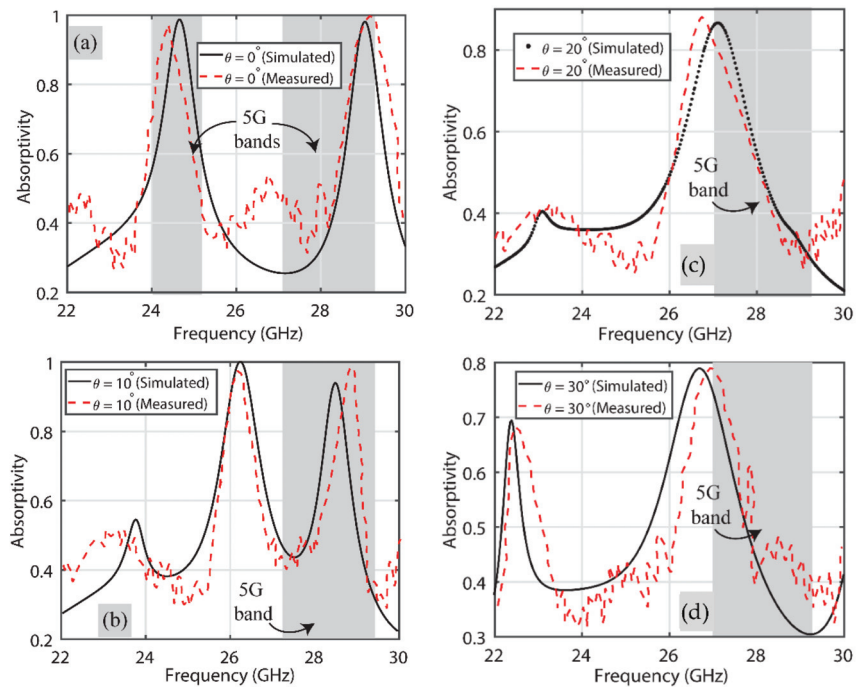 (a)
θ = 0° (Simulated)
θ = 0° (Measured)
5G
bands
Absorptivity
1
0.8
0.6
0.4
0.2
22 24 26 28 30
Frequency (GHz)
θ = 20° (Simulated)
θ = 20° (Measured)
5G
band
(c)
Absorptivity
0.8
0.6
0.4
0.2
22 24 26 28 30
Frequency (GHz)
θ = 10° (Simulated)
θ = 10° (Measured)
5G
band
(b)
Absorptivity
1
0.8
0.6
0.4
0.2
22 24 26 28 30
Frequency (GHz)
θ = 30° (Simulated)
θ = 30° (Measured)
5G
band
(d)
Absorptivity
0.8
0.7
0.6
0.5
0.4
0.3
22 24 26 28 30
Frequency (GHz)